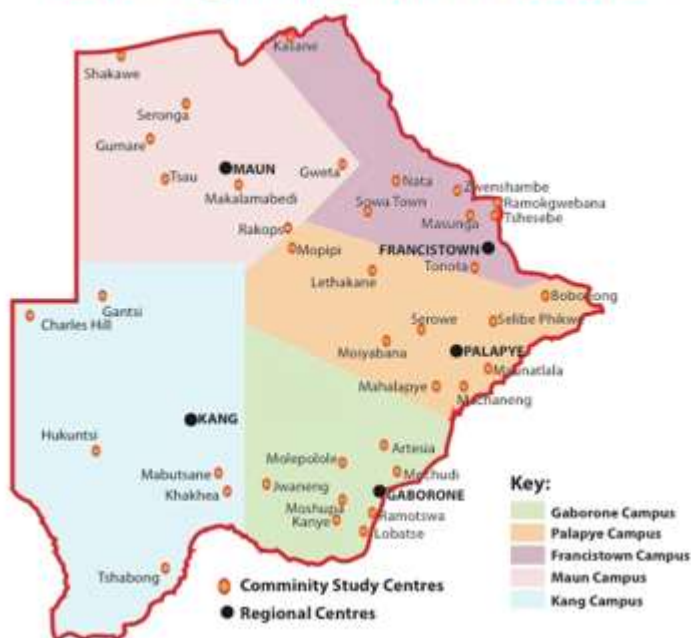 Kasane
Shakawe
Seronga
Gumare
MAUN
Gweta
Tsau
Makalamabedi
Nata
Zwenshambe
Sowa Town
Ramokgwebana
Masunga
Tshesebe
Rakops
Mopipi
FRANCISTOWN
Lethakane
Tonota
Gantsi
Bobonong
Charles Hill
Serowe
Selibe Phikwe
Moiyabana
PALAPYE
Maunatlala
Mahalapye
Machaneng
KANG
Hukuntsi
Artesia
Molepolole
Mabutsane
Mochudi
Jwaneng
Khakhea
GABORONE
Moshupa
Ramotswa
Kanye
Lobatse
Tshabong
Comminity Study Centres
Regional Centres
Key:
Gaborone Campus
Palapye Campus
Francistown Campus
Maun Campus
Kang Campus